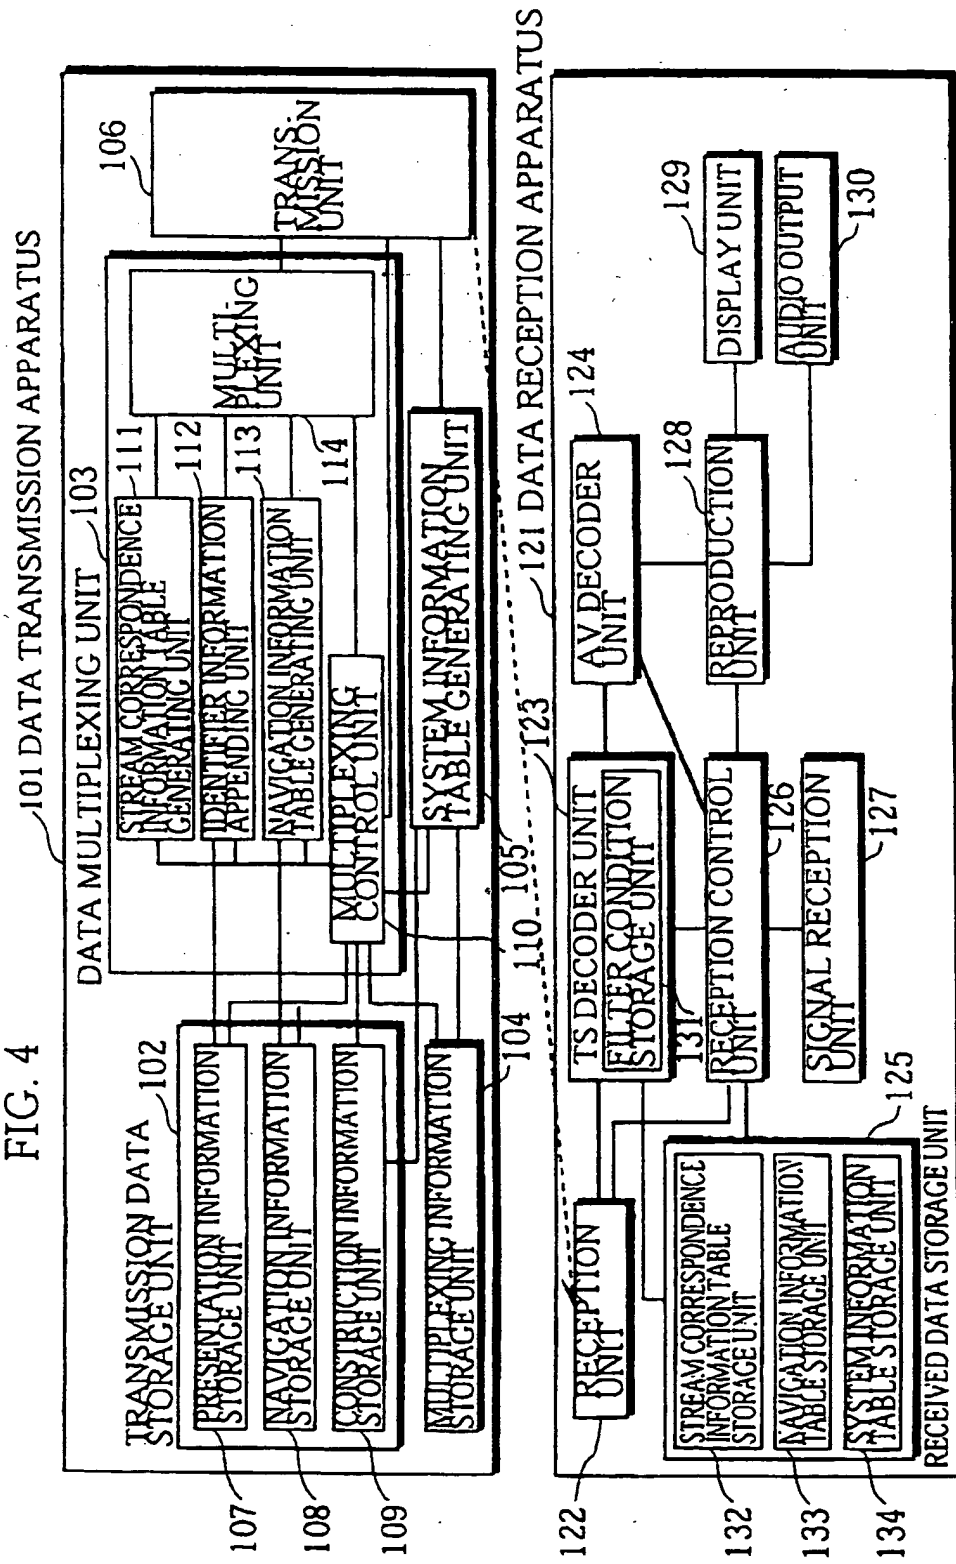 FIG. 4
101 DATA TRANSMISSION APPARATUS
TRANSMISSION DATA
STORAGE UNIT
102
107
PRESENTATION INFORMATION
STORAGE UNIT
108
NAVIGATION INFORMATION
STORAGE UNIT
109
CONSTRUCTION INFORMATION
STORAGE UNIT
MULTIPLEXING INFORMATION
STORAGE UNIT
104
DATA MULTIPLEXING UNIT
103
STREAM CORRESPONDENCE
INFORMATION TABLE
GENERATING UNIT
111
IDENTIFIER INFORMATION
APPENDING UNIT
112
NAVIGATION INFORMATION
TABLE GENERATING UNIT
113
MULTIPLEXING
CONTROL UNIT
110
MULTI-
PLEXING
UNIT
114
SYSTEM INFORMATION
TABLE GENERATING UNIT
105
TRANS-
MISSION
UNIT
106
121 DATA RECEPTION APPARATUS
RECEPTION
UNIT
122
TS DECODER UNIT
123
FILTER CONDITION
STORAGE UNIT
131
AV DECODER
UNIT
124
RECEPTION CONTROL
UNIT
126
REPRODUCTION
UNIT
128
DISPLAY UNIT
129
AUDIO OUTPUT
UNIT
130
SIGNAL RECEPTION
UNIT
127
125
132
STREAM CORRESPONDENCE
INFORMATION TABLE
STORAGE UNIT
133
NAVIGATION INFORMATION
TABLE STORAGE UNIT
134
SYSTEM INFORMATION
TABLE STORAGE UNIT
RECEIVED DATA STORAGE UNIT